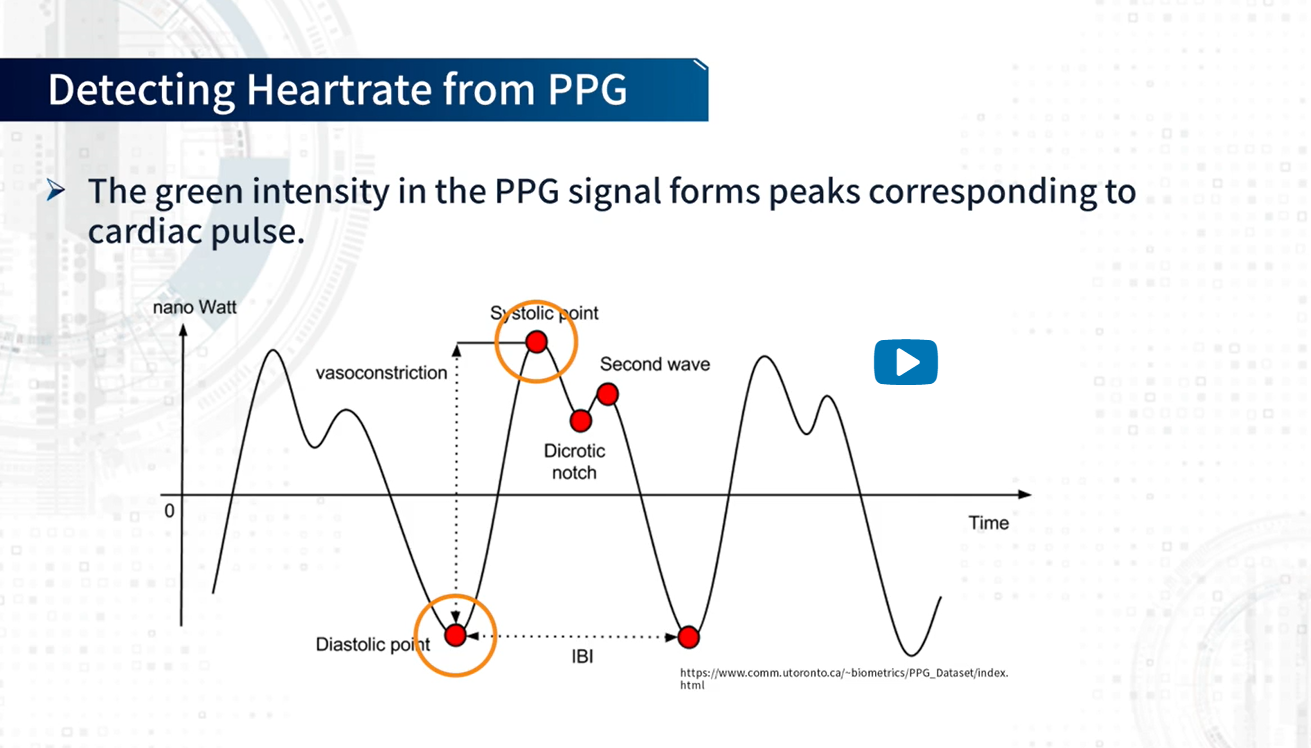 Detecting Heartrate from PPG
The green intensity in the PPG signal forms peaks corresponding to
cardiac pulse.
nano Watt
Systolic point
vasoconstriction
Second wave
Dicrotic
notch
0
Time
Diastolic point
IBI
https://www.comm.utoronto.ca/~biometrics/PPG_Dataset/index.
html